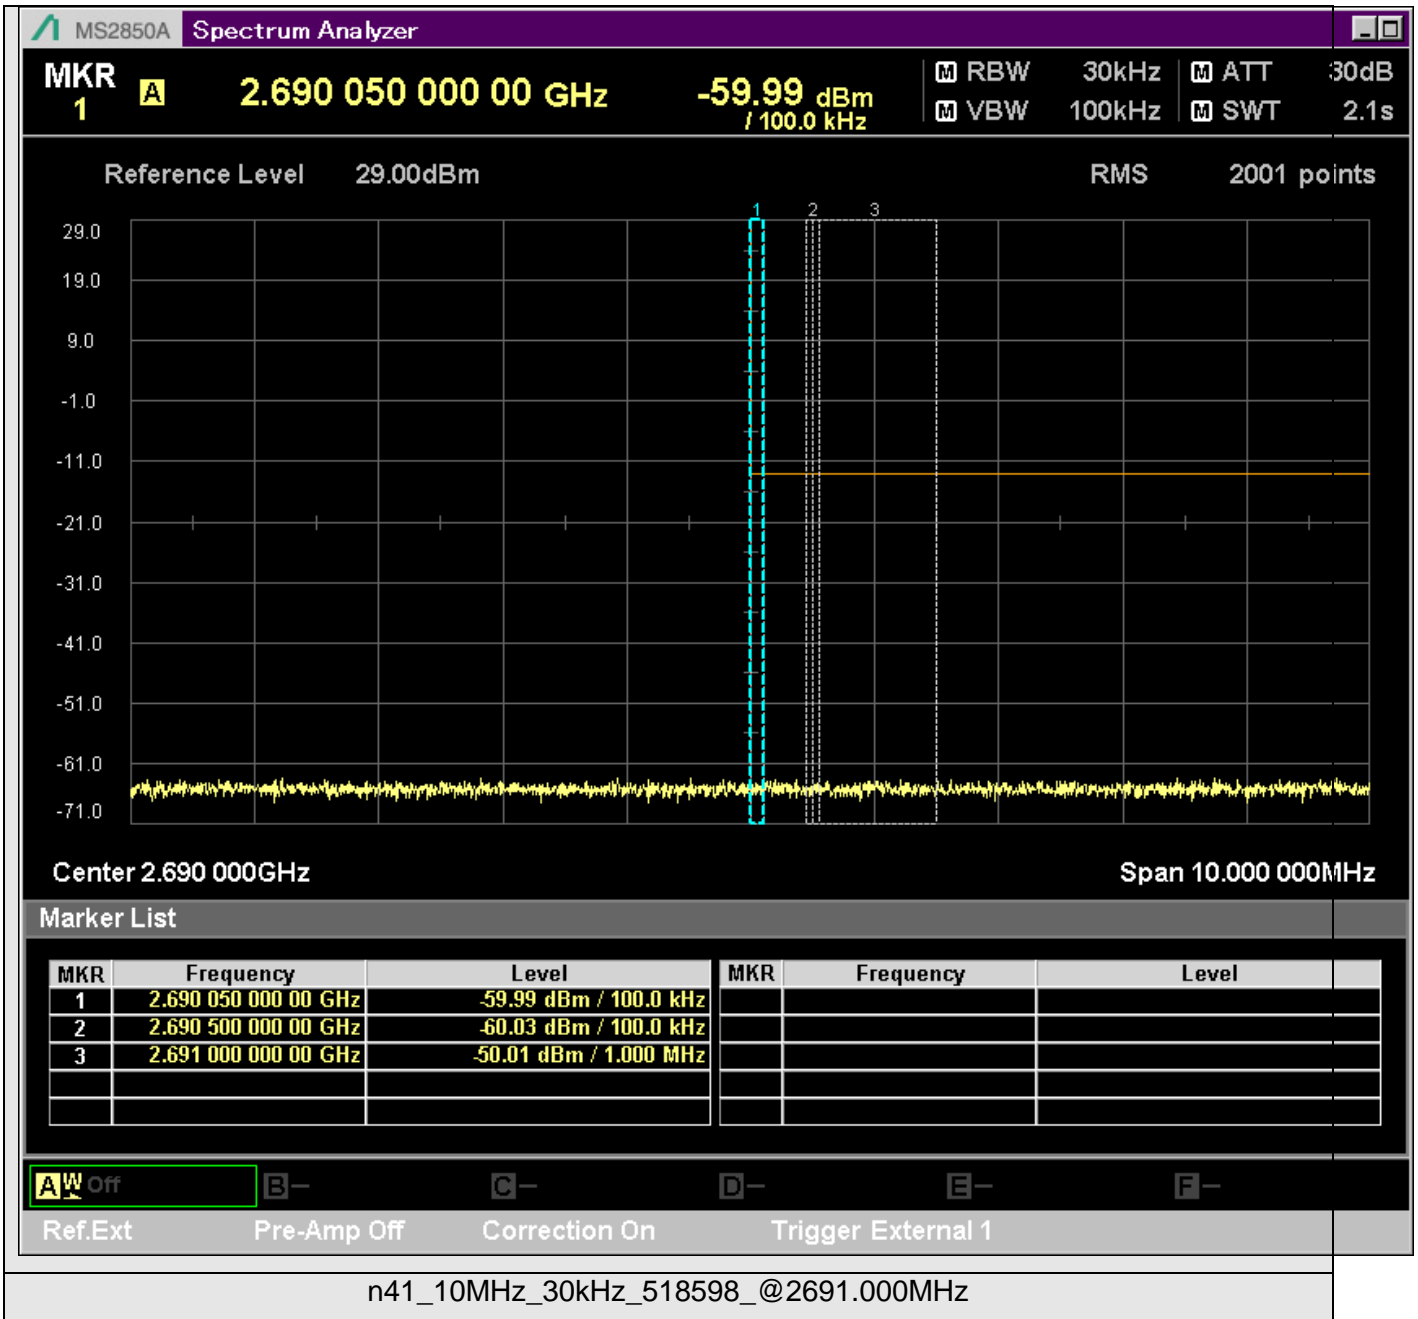 MS2850A Spectrum Analyzer
MKR 1 A 2.690 050 000 00 GHz -59.99 dBm / 100.0 kHz
M RBW 30kHz M ATT 30dB
M VBW 100kHz M SWT 2.1s
Reference Level 29.00dBm RMS 2001 points
1 2 3
29.0
19.0
9.0
-1.0
-11.0
-21.0
-31.0
-41.0
-51.0
-61.0
-71.0
Center 2.690 000GHz Span 10.000 000MHz
Marker List
MKR Frequency Level MKR Frequency Level
1 2.690 050 000 00 GHz -59.99 dBm / 100.0 kHz
2 2.690 500 000 00 GHz -60.03 dBm / 100.0 kHz
3 2.691 000 000 00 GHz -50.01 dBm / 1.000 MHz
A W Off B— C— D— E— F—
Ref.Ext Pre-Amp Off Correction On Trigger External 1
n41_10MHz_30kHz_518598_@2691.000MHz